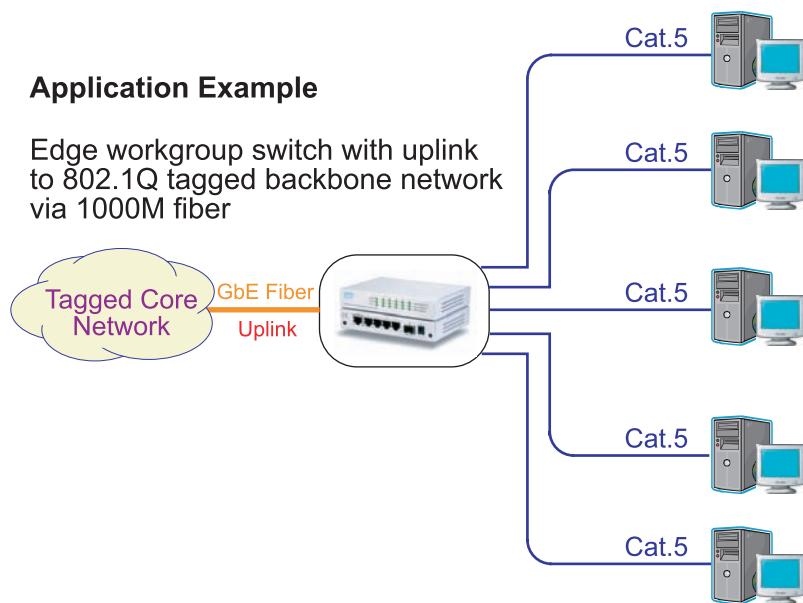 Application Example
Edge workgroup switch with uplink
to 802.1Q tagged backbone network
via 1000M fiber
Cat.5
Cat.5
Tagged Core
Network
GbE Fiber
Uplink
Cat.5
Cat.5
Cat.5